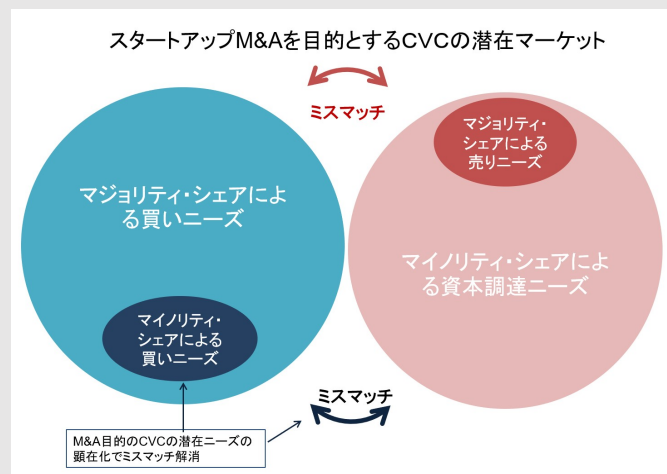 スタートアップM&Aを目的とするCVCの潜在マーケット
ミスマッチ
マジョリティ・
シェアによる
売りニーズ
マジョリティ・シェアによ
る買いニーズ
マイノリティ・シェアによ
る資本調達ニーズ
マイノリティ・
シェアによる
買いニーズ
ミスマッチ
M&A目的のCVCの潜在ニーズの
顕在化でミスマッチ解消